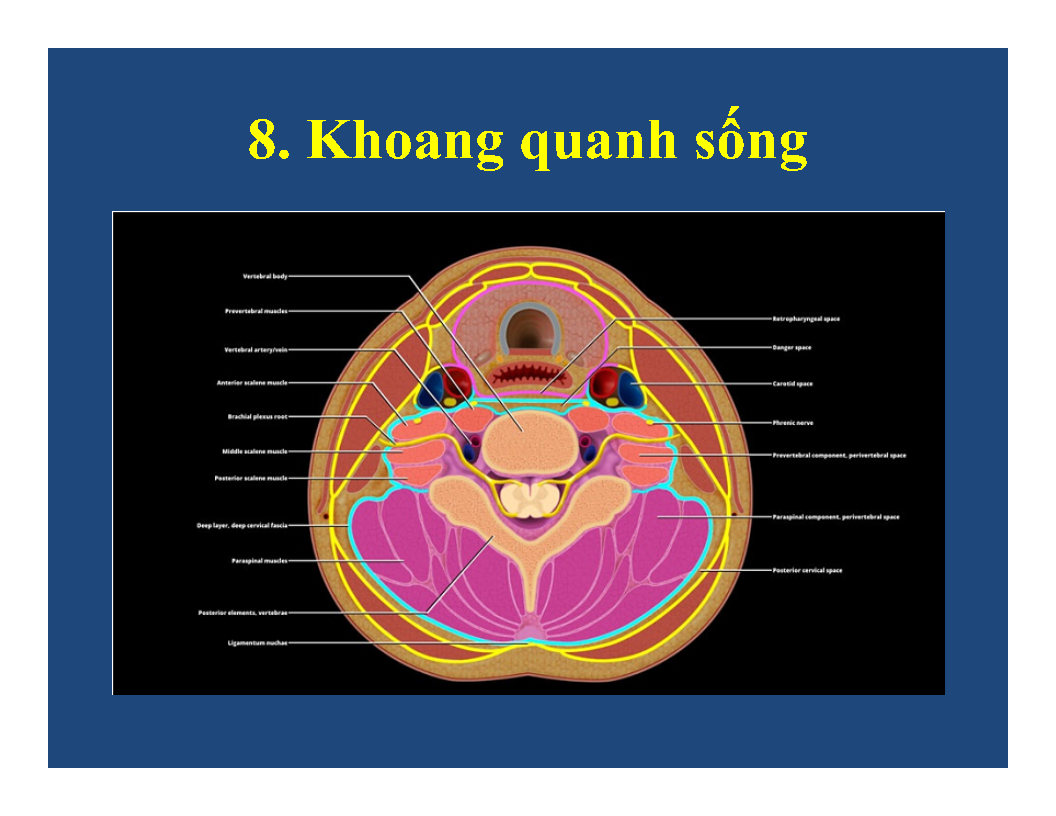 8. Khoang quanh sống
Vertebral body
Prevertebral muscles
Vertebral artery/vein
Anterior scalene muscle
Brachial plexus root
Middle scalene muscle
Posterior scalene muscle
Deep layer, deep cervical fascia
Paraspinal muscles
Posterior elements, vertebrae
Ligamentum nuchae
Retropharyngeal space
Danger space
Carotid space
Phrenic nerve
Prevertebral component, perivertebral space
Paraspinal component, perivertebral space
Posterior cervical space